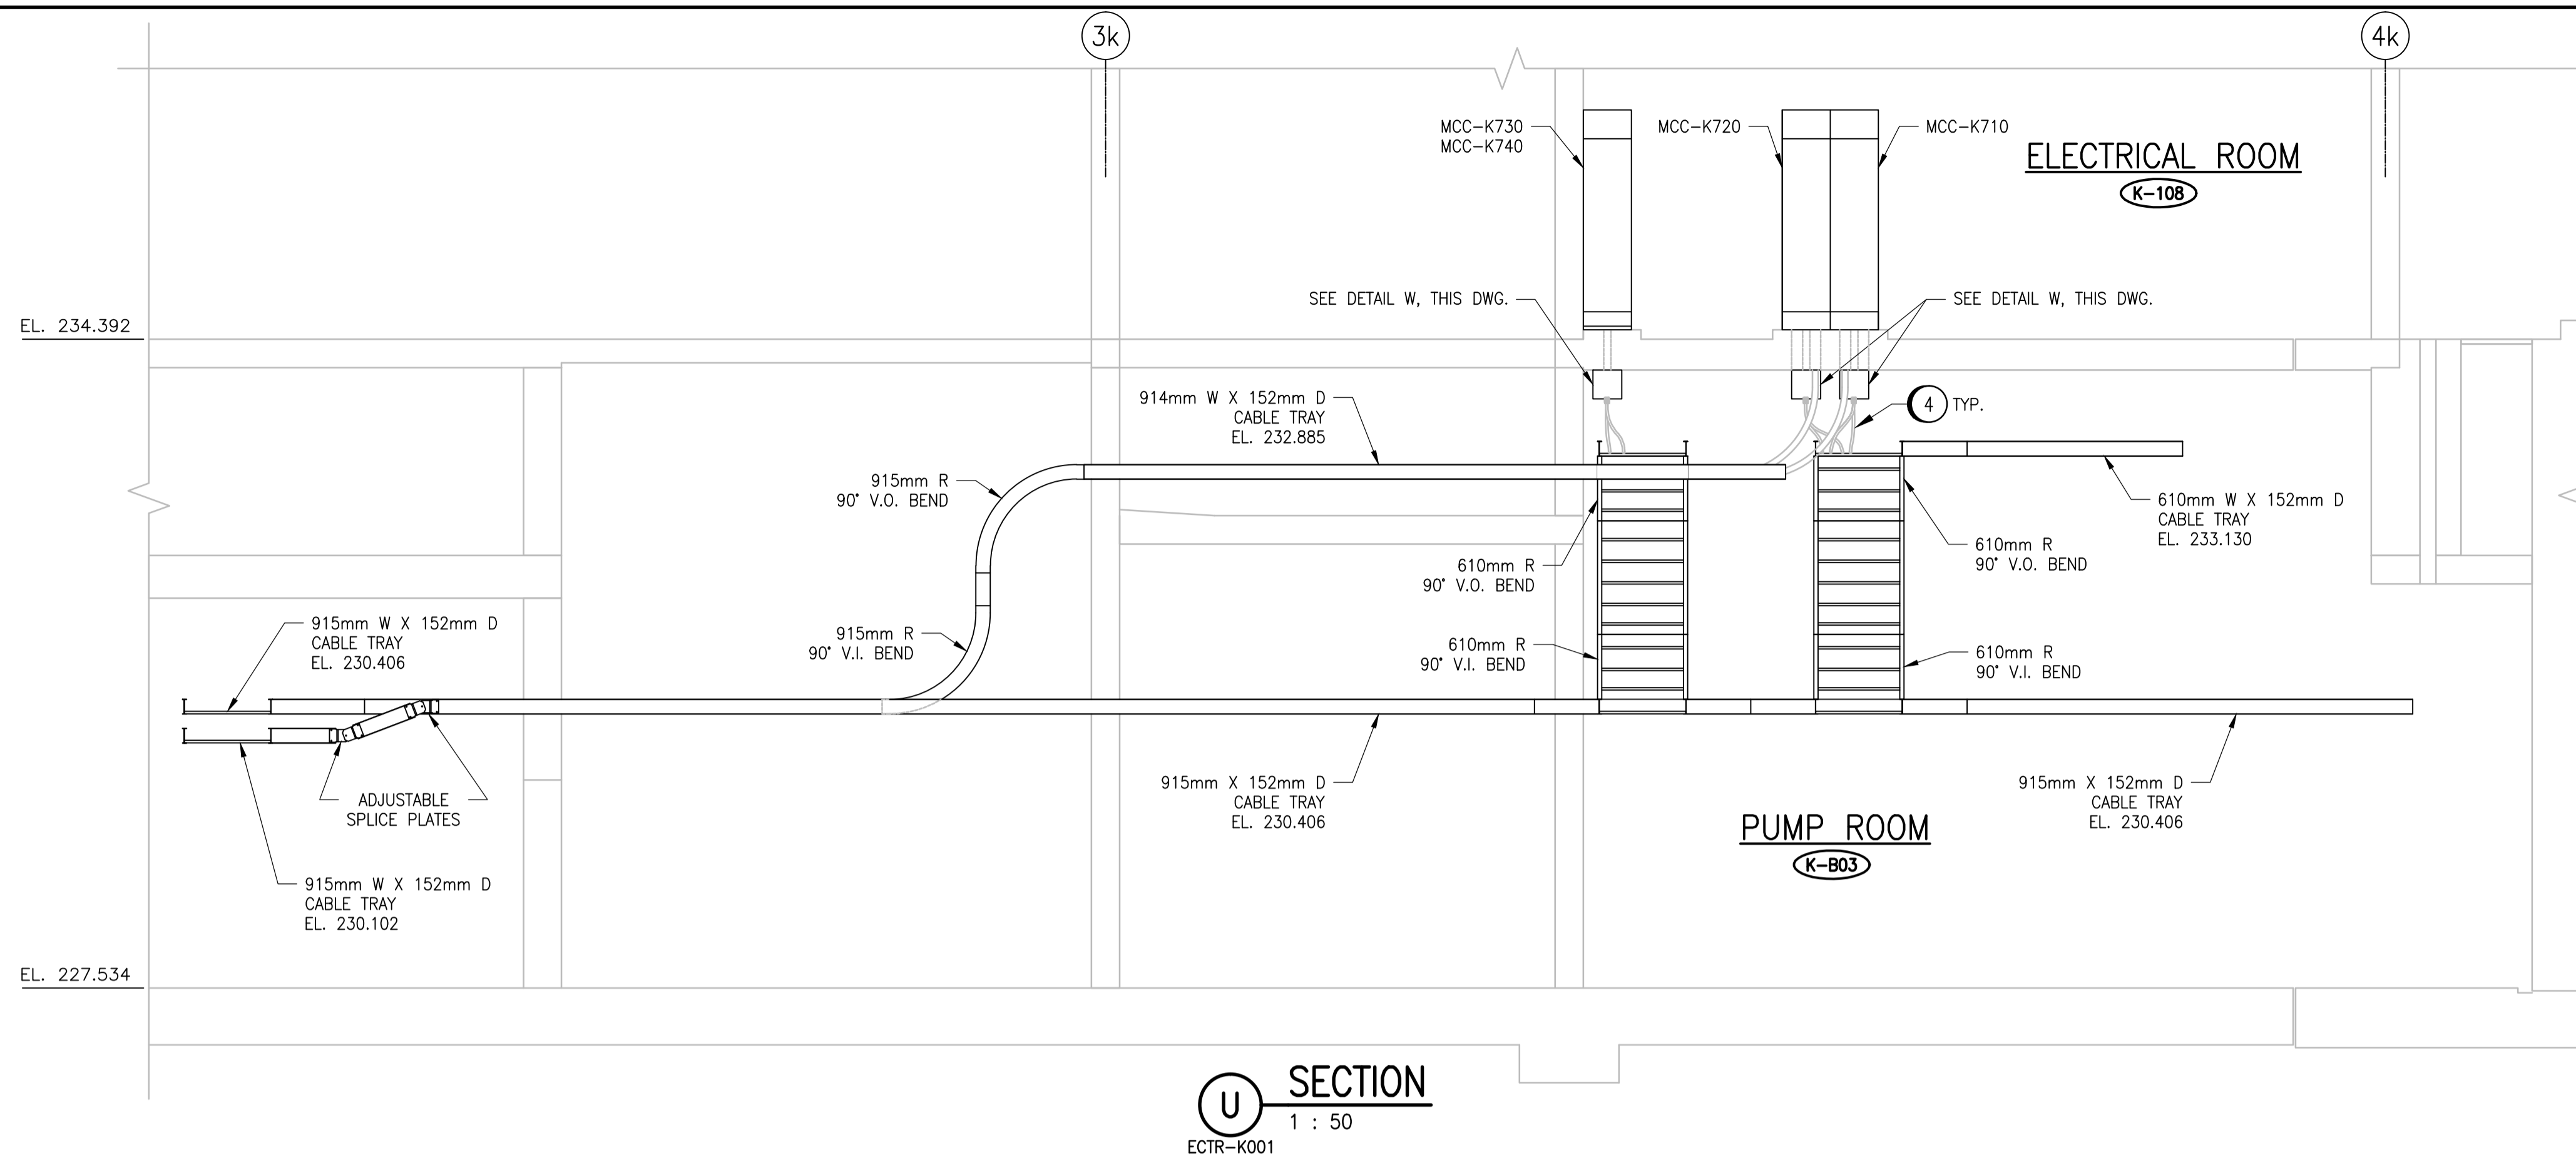 3k
4k
MCC-K730
MCC-K740
MCC-K720
MCC-K710
ELECTRICAL ROOM
K-108
SEE DETAIL W, THIS DWG.
SEE DETAIL W, THIS DWG.
EL. 234.392
914mm W X 152mm D
CABLE TRAY
EL. 232.885
4 TYP.
915mm R
90° V.O. BEND
610mm W X 152mm D
CABLE TRAY
EL. 233.130
610mm R
90° V.O. BEND
610mm R
90° V.O. BEND
915mm W X 152mm D
CABLE TRAY
EL. 230.406
915mm R
90° V.I. BEND
610mm R
90° V.I. BEND
610mm R
90° V.I. BEND
ADJUSTABLE
SPLICE PLATES
915mm X 152mm D
CABLE TRAY
EL. 230.406
915mm X 152mm D
CABLE TRAY
EL. 230.406
PUMP ROOM
K-B03
915mm W X 152mm D
CABLE TRAY
EL. 230.102
EL. 227.534
U
SECTION
1 : 50
ECTR-K001